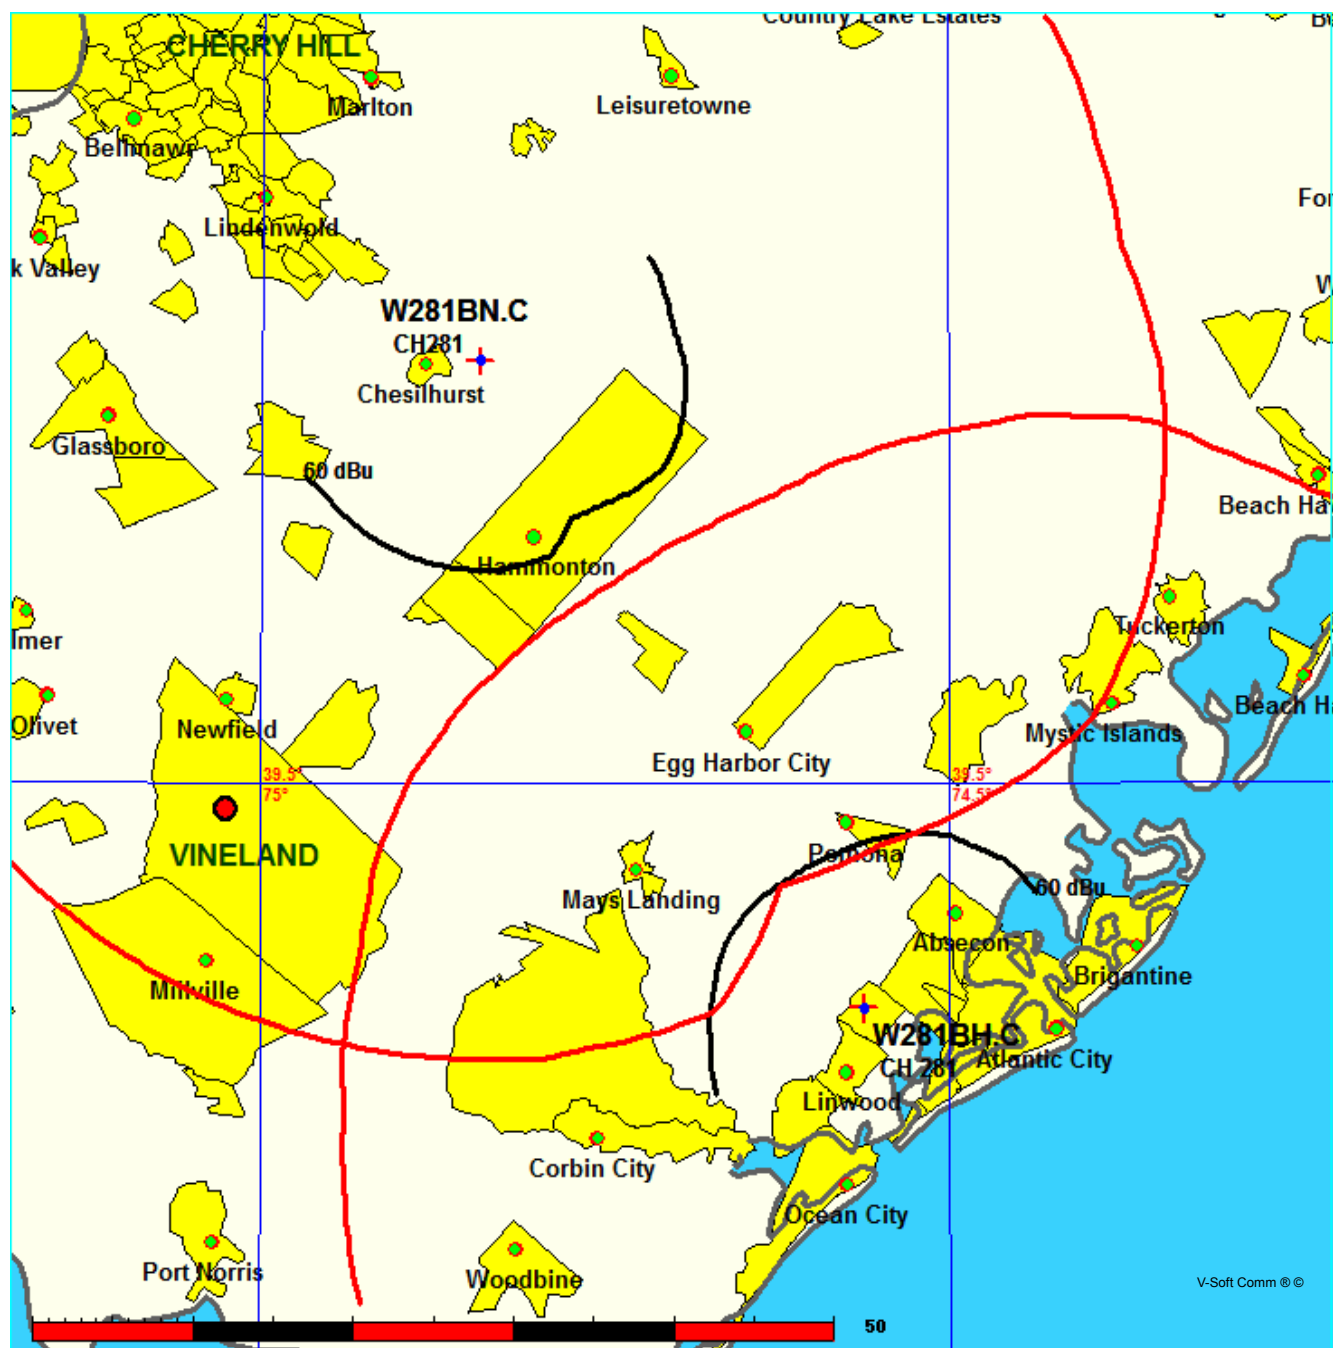 Country Lake Estates
CHERRY HILL
Marlton
Leisuretowne
Bellmawr
Lindenwold
k Valley
W281BN.C
CH281
Chesilhurst
Glassboro
60 dBu
Beach Ha
Hammonton
lmer
Tuckerton
Olivet
Newfield
Beach Ha
Mystic Islands
Egg Harbor City
39.5°
75°
39.5°
74.5°
VINELAND
Pomona
Mays Landing
60 dBu
Absecon
Millville
Brigantine
W281BH.C
CH 281
Atlantic City
Linwood
Corbin City
Ocean City
Port Norris
Woodbine
V-Soft Comm ® ©
50